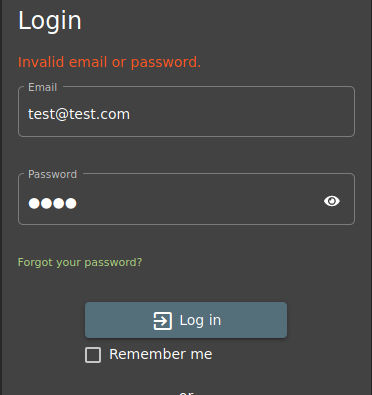 Login
Invalid email or password.
Email
test@test.com
Password
●●●●
Forgot your password?
Log in
Remember me
or